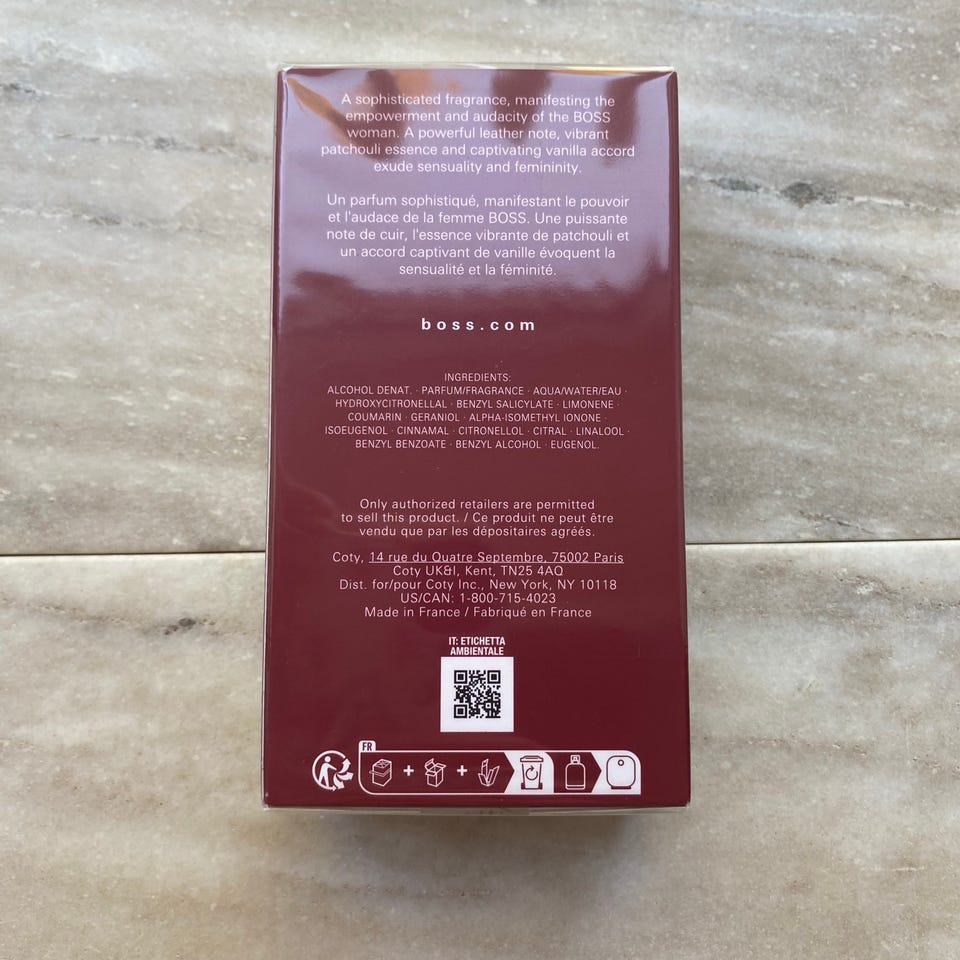 A sophisticated fragrance, manifesting the
empowerment and audacity of the BOSS
woman. A powerful leather note, vibrant
patchouli essence and captivating vanilla accord
exude sensuality and femininity.
Un parfum sophistiqué, manifestant le pouvoir
et l'audace de la femme BOSS. Une puissante
note de cuir, l'essence vibrante de patchouli et
un accord captivant de vanille évoquent la
sensualité et la féminité.
boss.com
INGREDIENTS:
ALCOHOL DENAT. · PARFUM/FRAGRANCE · AQUA/WATER/EAU ·
HYDROXYCITRONELLAL · BENZYL SALICYLATE · LIMONENE ·
COUMARIN · GERANIOL · ALPHA-ISOMETHYL IONONE ·
ISOEUGENOL · CINNAMAL · CITRONELLOL · CITRAL · LINALOOL ·
BENZYL BENZOATE · BENZYL ALCOHOL · EUGENOL.
Only authorized retailers are permitted
to sell this product. / Ce produit ne peut être
vendu que par les dépositaires agréés.
Coty, 14 rue du Quatre Septembre, 75002 Paris
Coty UK&I, Kent, TN25 4AQ
Dist. for/pour Coty Inc., New York, NY 10118
US/CAN: 1-800-715-4023
Made in France / Fabriqué en France
IT: ETICHETTA
AMBIENTALE
FR